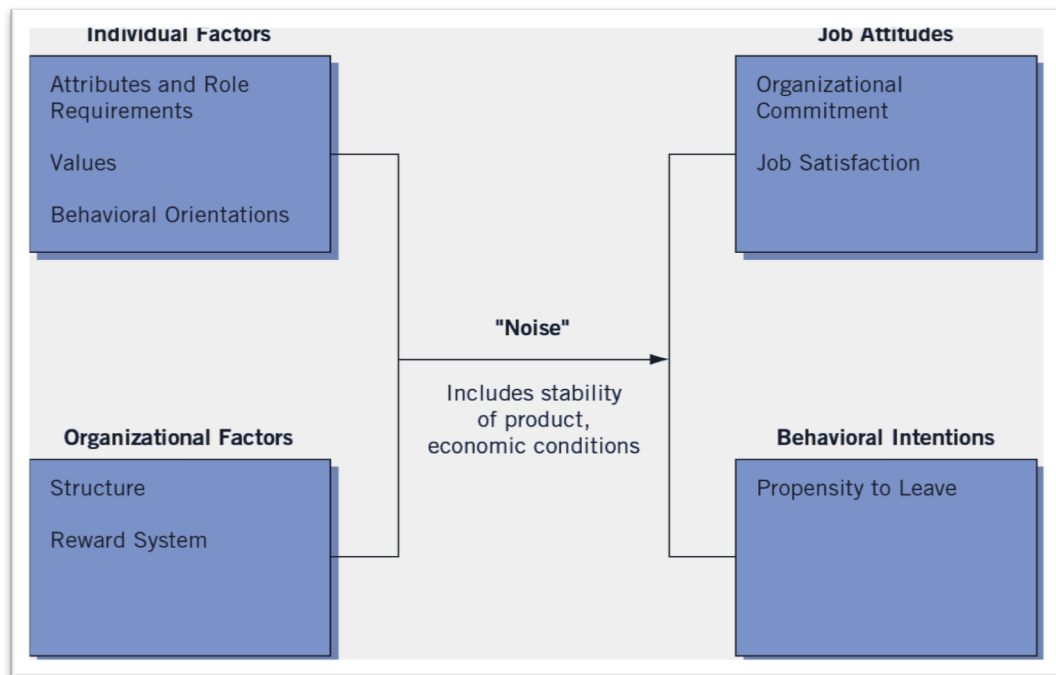 Individual Factors
Attributes and Role
Requirements
Values
Behavioral Orientations
Job Attitudes
Organizational
Commitment
Job Satisfaction
"Noise"
Includes stability
of product,
economic conditions
Organizational Factors
Structure
Reward System
Behavioral Intentions
Propensity to Leave